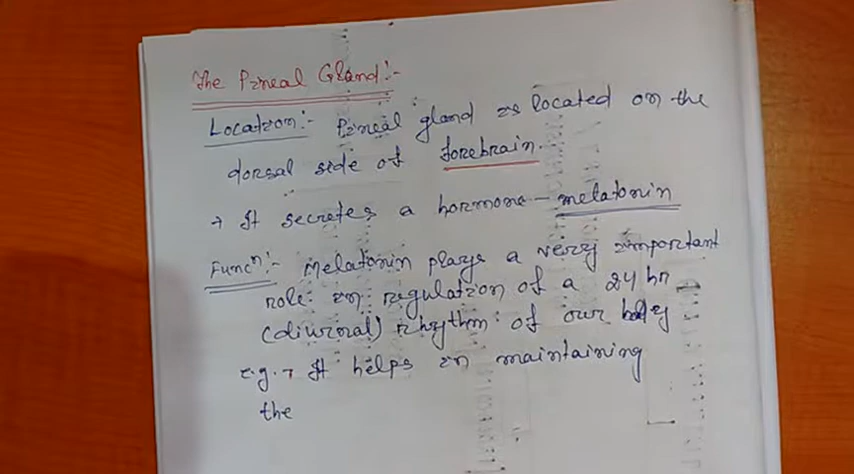 The Pineal Gland:-
Location:- Pineal gland is located on the
dorsal side of forebrain.
→ It secretes a hormone - melatonin
Funcⁿ:- Melatonin plays a very important
role in regulation of a 24 hr
(diurnal) rhythm of our body
e.g. → It helps in maintaining
the